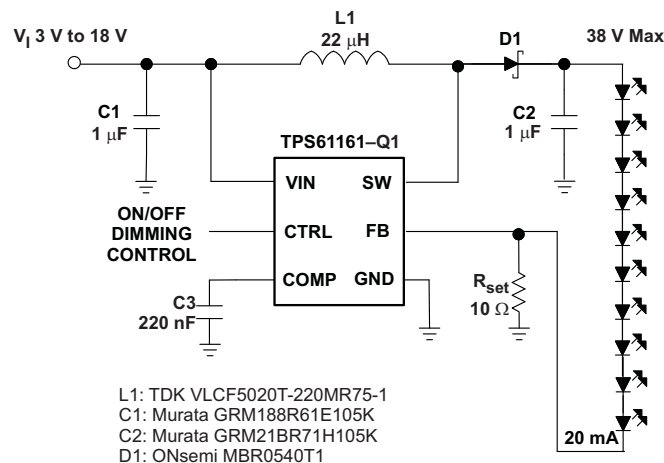 L1
22 μH
V_I 3 V to 18 V
D1
38 V Max
C1
1 μF
C2
1 μF
TPS61161–Q1
VIN
SW
ON/OFF
DIMMING
CONTROL
CTRL
FB
COMP
GND
C3
220 nF
R_set
10 Ω
L1: TDK VLCF5020T-220MR75-1
C1: Murata GRM188R61E105K
C2: Murata GRM21BR71H105K
D1: ONsemi MBR0540T1
20 mA